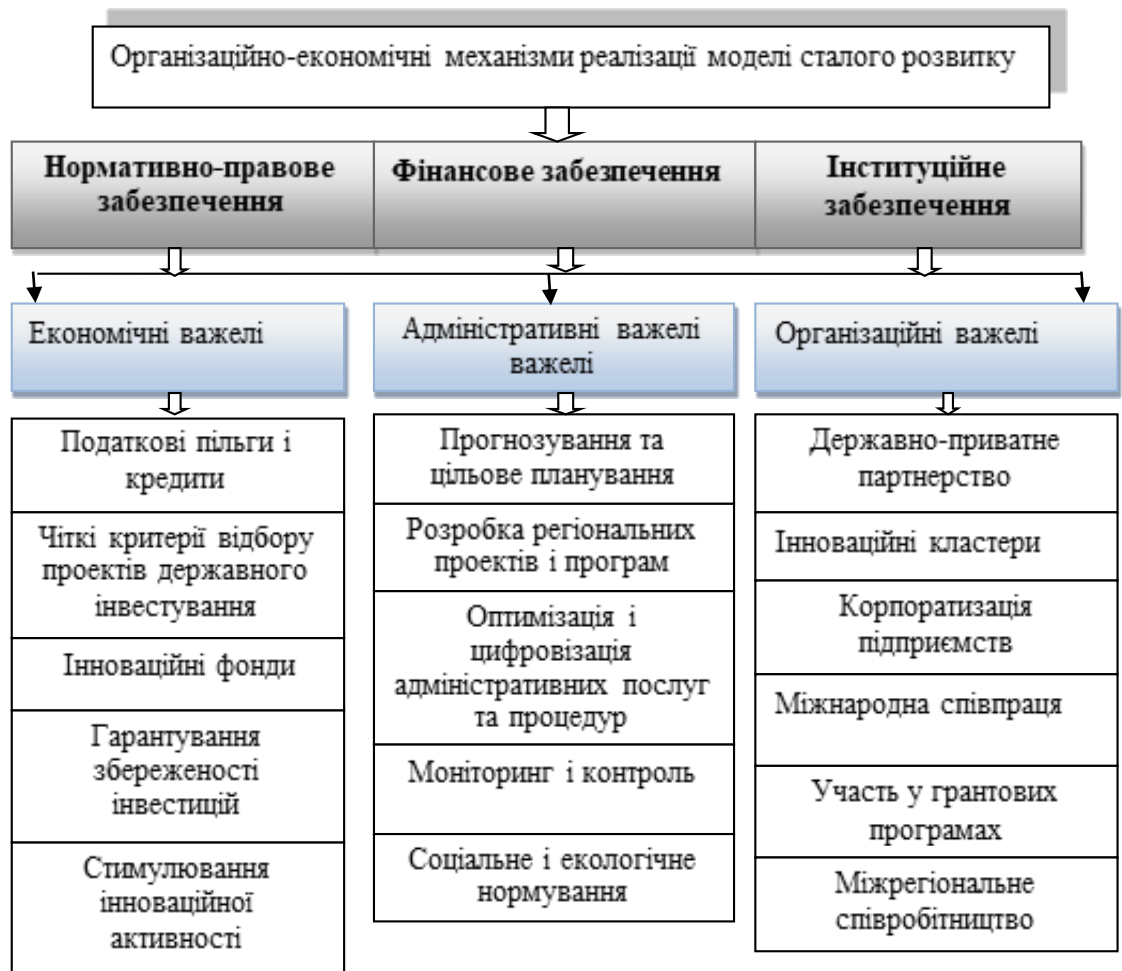 Організаційно-економічні механізми реалізації моделі сталого розвитку
Нормативно-правове
забезпечення
Фінансове забезпечення
Інституційне
забезпечення
Економічні важелі
Адміністративні важелі
важелі
Організаційні важелі
Податкові пільги і
кредити
Чіткі критерії відбору
проектів державного
інвестування
Інноваційні фонди
Гарантування
збереженості
інвестицій
Стимулювання
інноваційної
активності
Прогнозування та
цільове планування
Розробка регіональних
проектів і програм
Оптимізація і
цифровізація
адміністративних послуг
та процедур
Моніторинг і контроль
Соціальне і екологічне
нормування
Державно-приватне
партнерство
Інноваційні кластери
Корпоратизація
підприємств
Міжнародна співпраця
Участь у грантових
програмах
Міжрегіональне
співробітництво